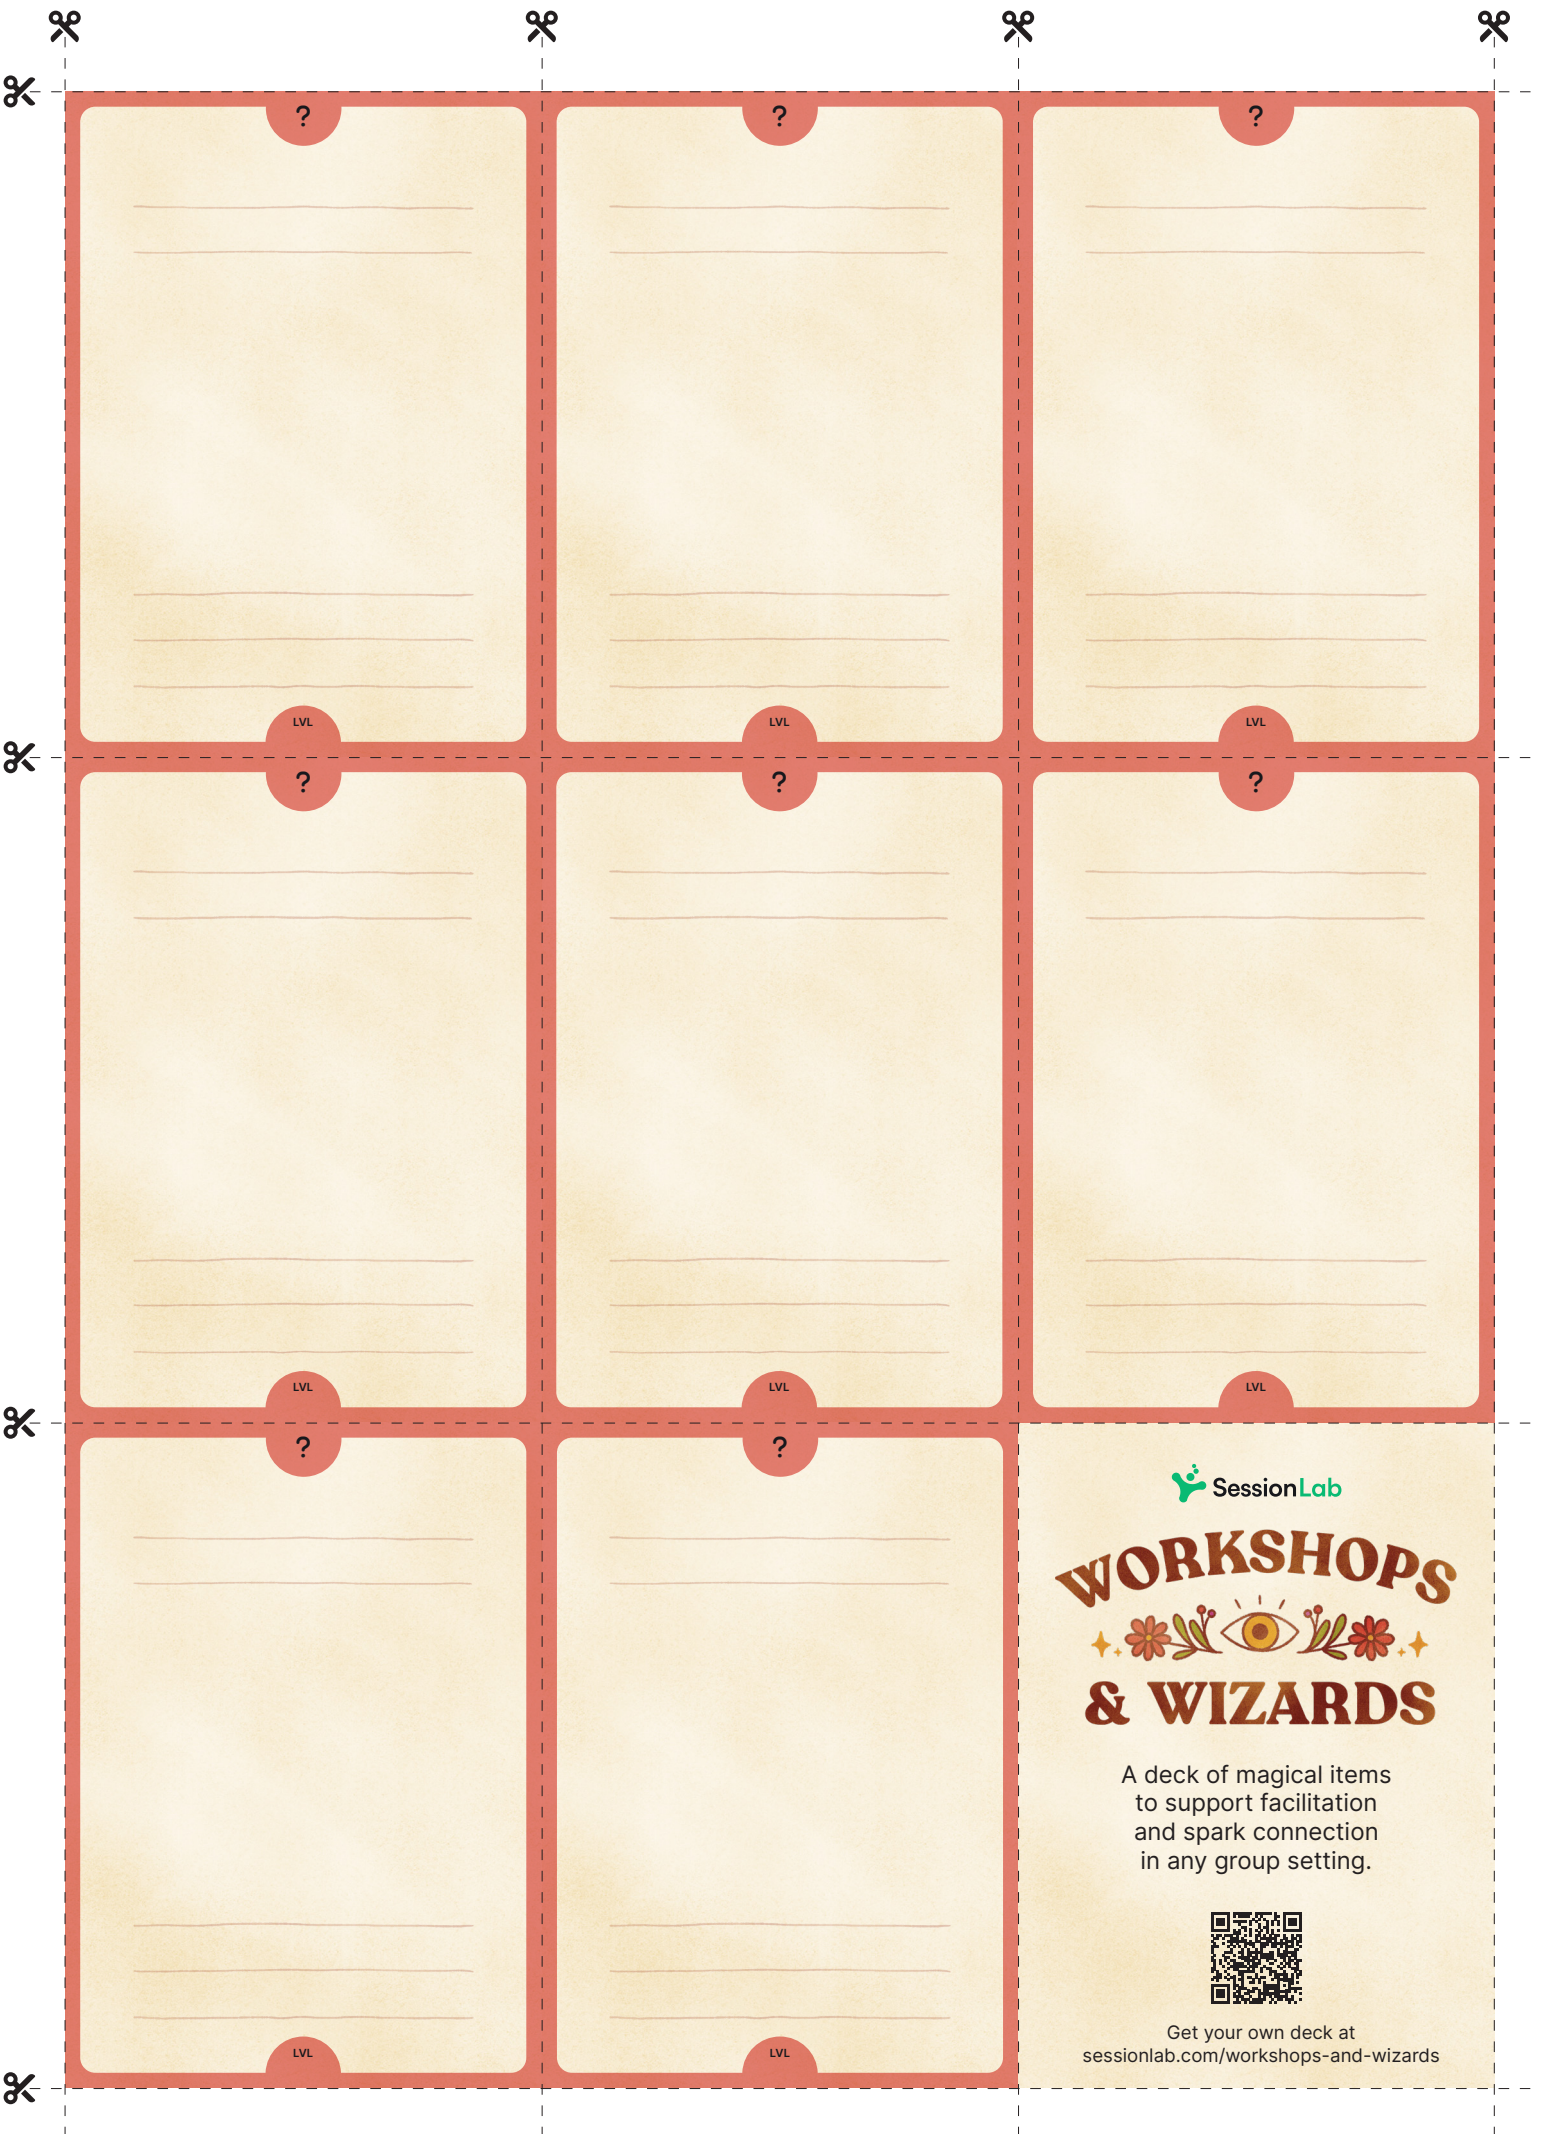 ?
?
?
LVL
LVL
LVL
?
?
?
LVL
LVL
LVL
?
?
LVL
LVL
SessionLab
WORKSHOPS
& WIZARDS
A deck of magical items
to support facilitation
and spark connection
in any group setting.
Get your own deck at
sessionlab.com/workshops-and-wizards